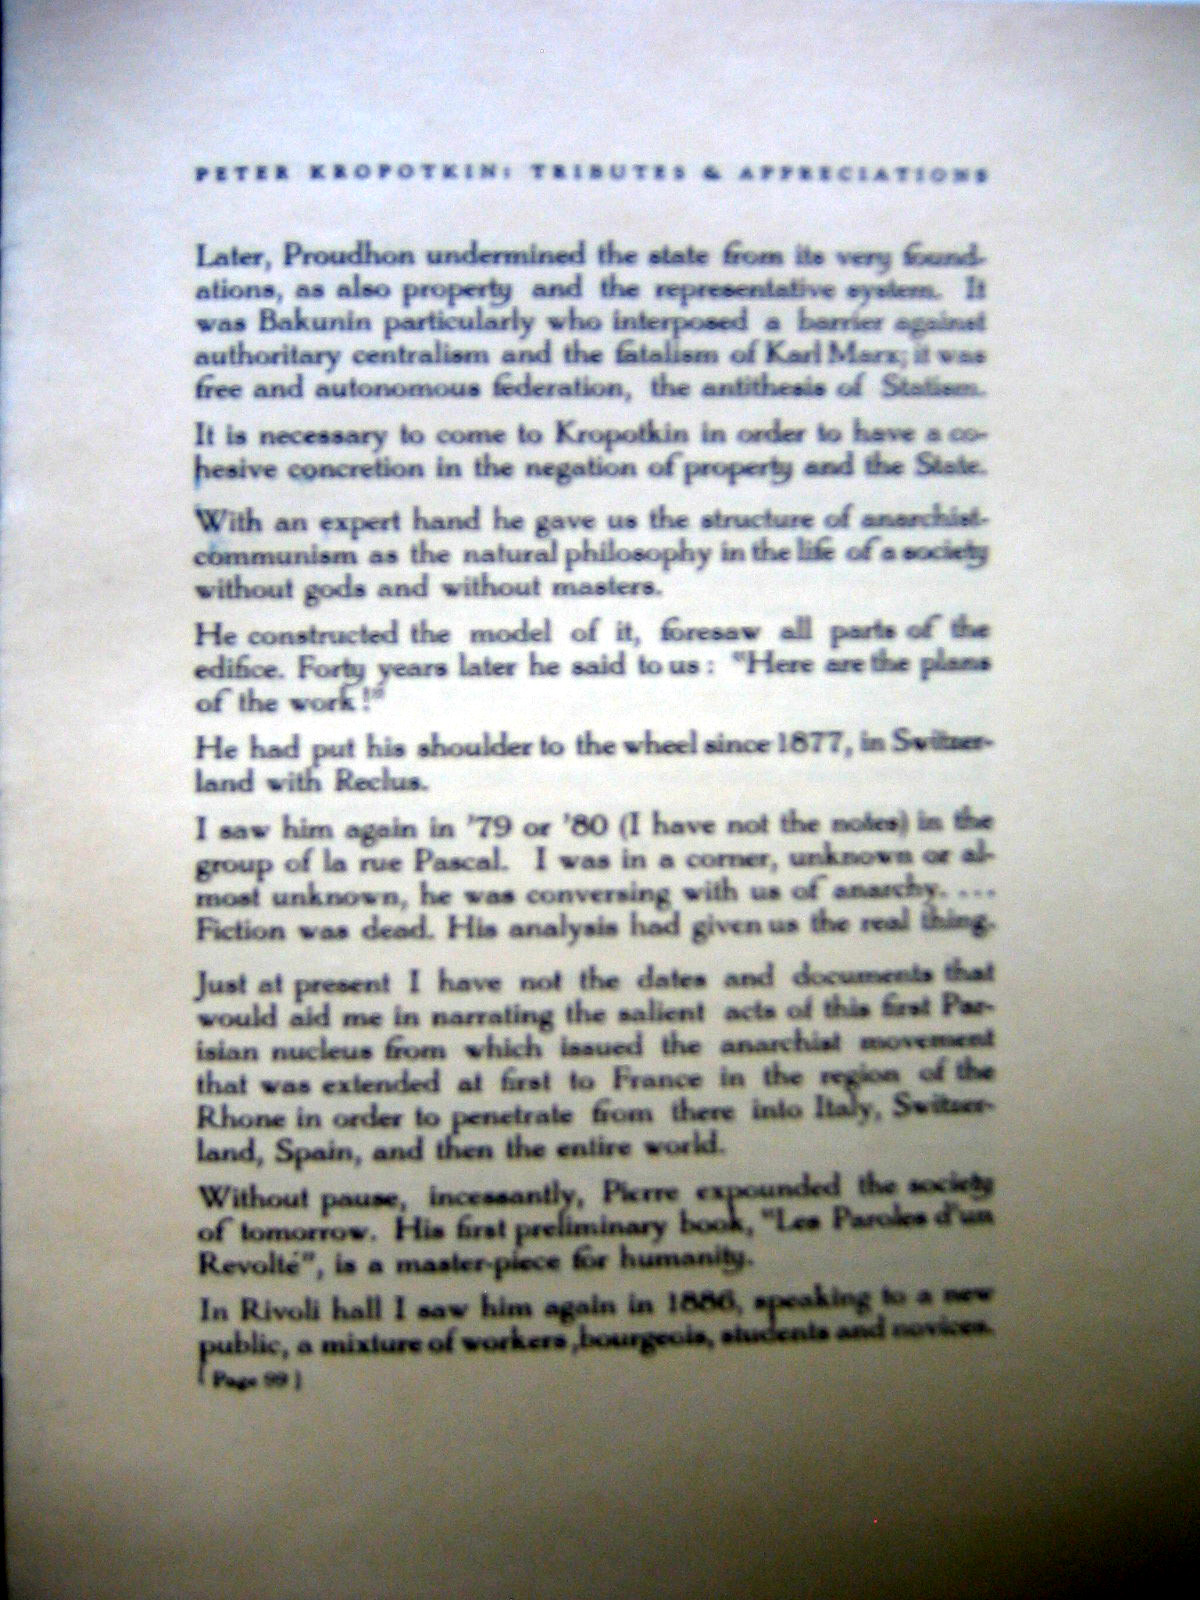 PETER KROPOTKIN: TRIBUTES & APPRECIATIONS
Later, Proudhon undermined the state from its very found-
ations, as also property and the representative system. It
was Bakunin particularly who interposed a barrier against
authoritary centralism and the fatalism of Karl Marx; it was
free and autonomous federation, the antithesis of Statism.
It is necessary to come to Kropotkin in order to have a co-
hesive concretion in the negation of property and the State.
With an expert hand he gave us the structure of anarchist-
communism as the natural philosophy in the life of a society
without gods and without masters.
He constructed the model of it, foresaw all parts of the
edifice. Forty years later he said to us: "Here are the plans
of the work!"
He had put his shoulder to the wheel since 1877, in Switzer-
land with Reclus.
I saw him again in '79 or '80 (I have not the notes) in the
group of la rue Pascal. I was in a corner, unknown or al-
most unknown, he was conversing with us of anarchy. ...
Fiction was dead. His analysis had given us the real thing.
Just at present I have not the dates and documents that
would aid me in narrating the salient acts of this first Par-
isian nucleus from which issued the anarchist movement
that was extended at first to France in the region of the
Rhone in order to penetrate from there into Italy, Switzer-
land, Spain, and then the entire world.
Without pause, incessantly, Pierre expounded the society
of tomorrow. His first preliminary book, "Les Paroles d'un
Revolté", is a master-piece for humanity.
In Rivoli hall I saw him again in 1886, speaking to a new
public, a mixture of workers ,bourgeois, students and novices.
[ Page 99 ]